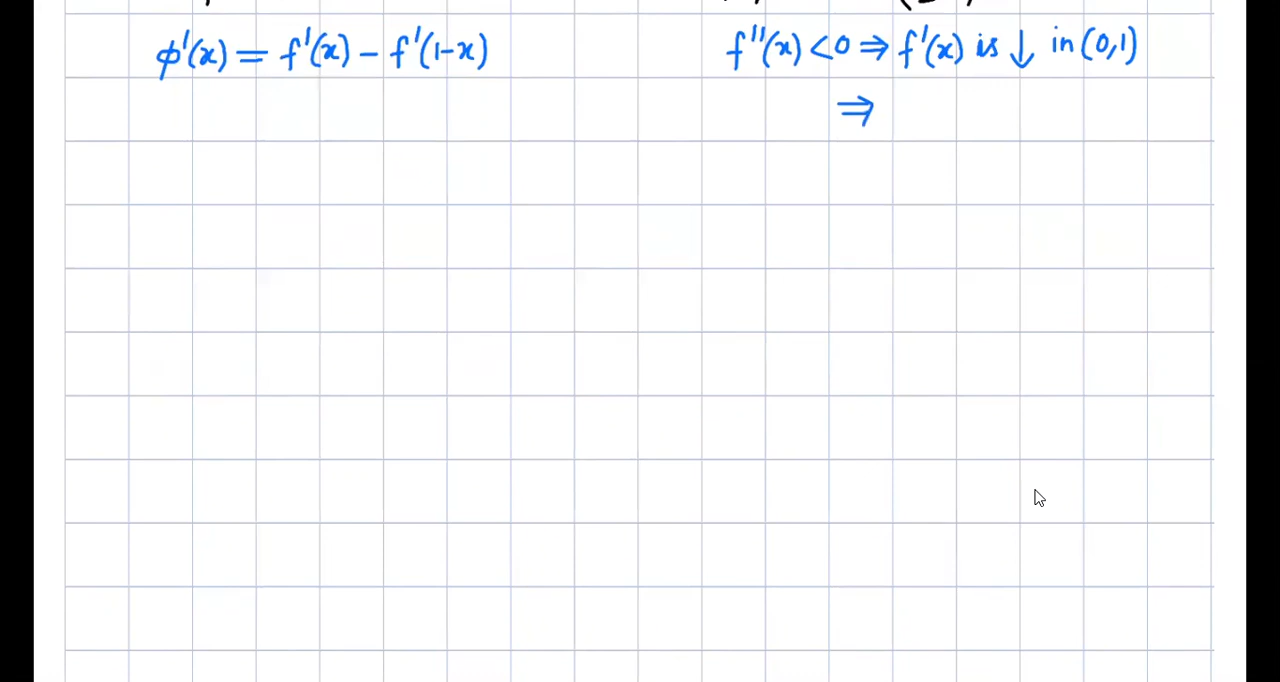 φ'(x) = f'(x) − f'(1−x)
f''(x) < 0 ⇒ f'(x) is ↓ in (0,1)
⇒